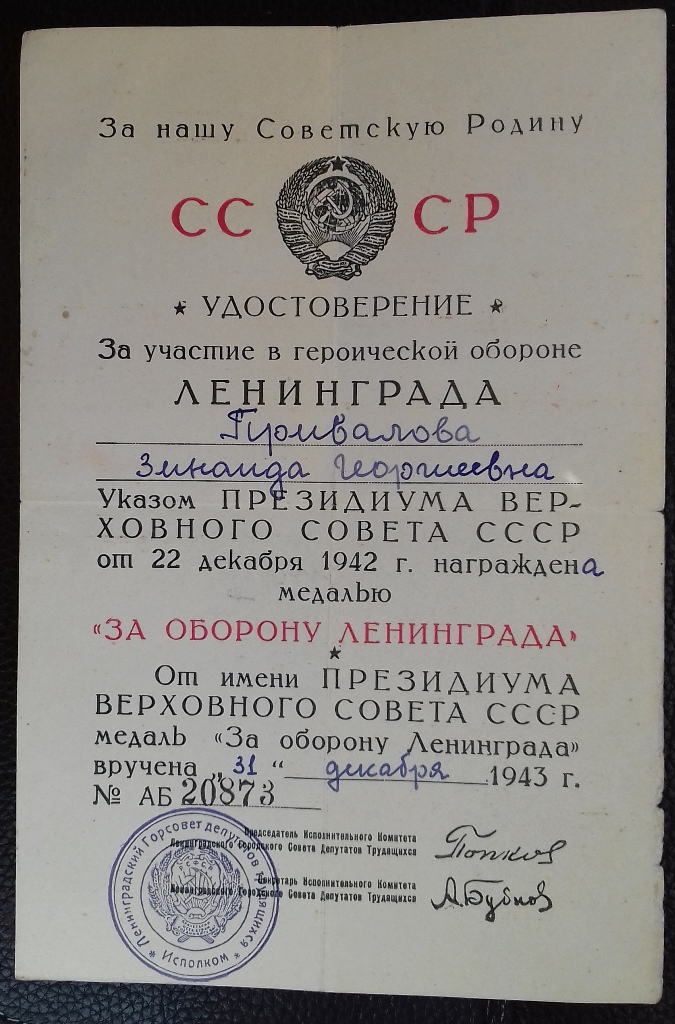 За нашу Советскую Родину
СССР
УДОСТОВЕРЕНИЕ
За участие в героической обороне
ЛЕНИНГРАДА
Привалова
Зинаида Георгиевна
Указом ПРЕЗИДИУМА ВЕР-
ХОВНОГО СОВЕТА СССР
от 22 декабря 1942 г. награждена
медалью
«ЗА ОБОРОНУ ЛЕНИНГРАДА»
От имени ПРЕЗИДИУМА
ВЕРХОВНОГО СОВЕТА СССР
медаль «За оборону Ленинграда»
вручена „31“ декабря 1943 г.
№ АБ 20873
Председатель Исполнительного Комитета
Ленинградского Городского Совета Депутатов Трудящихся
Попков
Секретарь Исполнительного Комитета
Ленинградского Городского Совета Депутатов Трудящихся
А.Бубнов
Ленинградский Горсовет депутатов трудящихся
Исполком